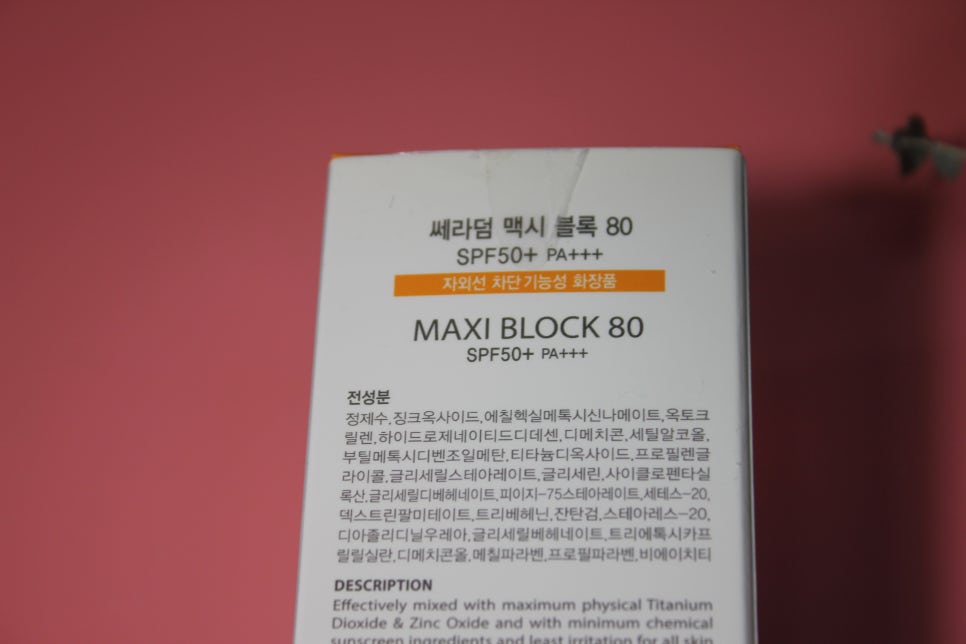 쎄라덤 맥시 블록 80
SPF50+ PA+++
자외선 차단 기능성 화장품
MAXI BLOCK 80
SPF50+ PA+++
전성분
정제수,징크옥사이드,에칠헥실메톡시신나메이트,옥토크
릴렌,하이드로제네이티드디데센,디메치콘,세틸알코올,
부틸메톡시디벤조일메탄,티타늄디옥사이드,프로필렌글
라이콜,글리세릴스테아레이트,글리세린,사이클로펜타실
록산,글리세릴디베헤네이트,피이지-75스테아레이트,세테스-20,
덱스트린팔미테이트,트리베헤닌,잔탄검,스테아레스-20,
디아졸리디닐우레아,글리세릴베헤네이트,트리에톡시카프
릴릴실란,디메치콘올,메칠파라벤,프로필파라벤,비에이치티
DESCRIPTION
Effectively mixed with maximum physical Titanium
Dioxide & Zinc Oxide and with minimum chemical
sunscreen ingredients and least irritation for all skin